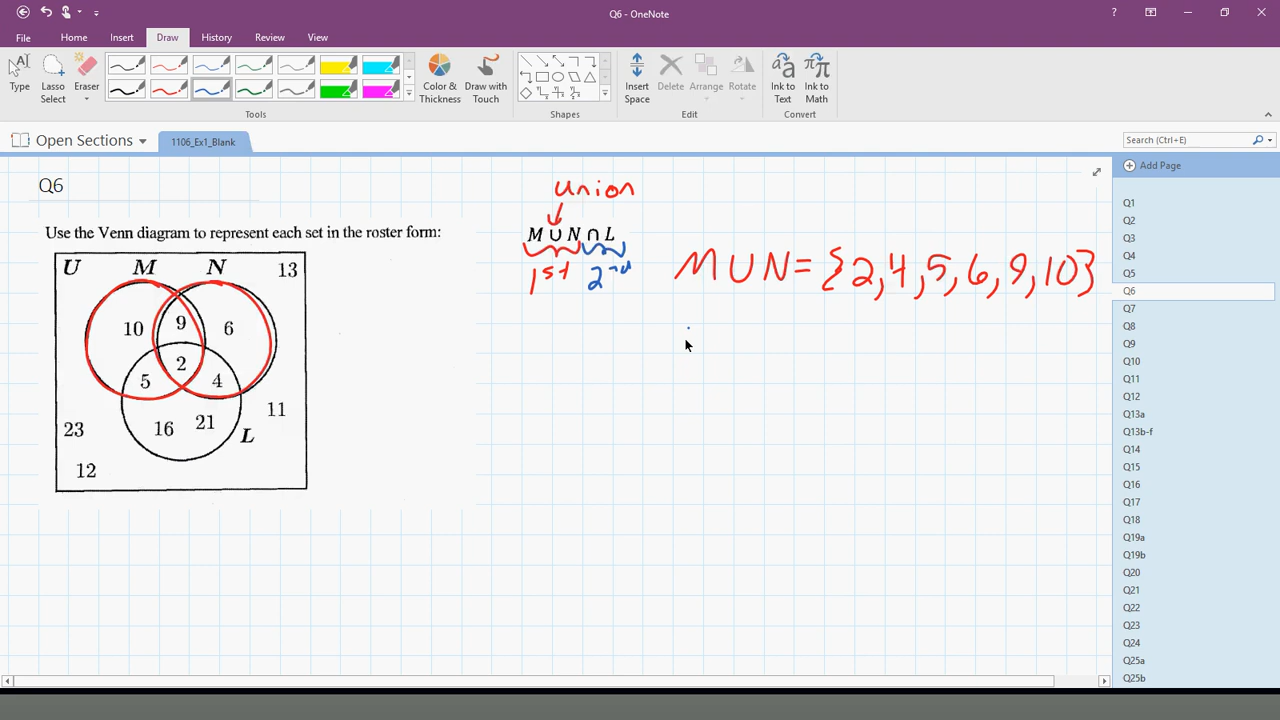 Q6 - OneNote
?
File Home Insert Draw History Review View
Type
Lasso Select
Eraser
Color & Thickness
Draw with Touch
Insert Space
Delete
Arrange
Rotate
Ink to Text
Ink to Math
Tools
Shapes
Edit
Convert
Open Sections
1106_Ex1_Blank
Search (Ctrl+E)
Add Page
Q6
Use the Venn diagram to represent each set in the roster form:
union
M ∪ N ∩ L
1st 2nd
M ∪ N = {2,4,5,6,9,10}
U M N 13
10 9 6
2
5 4
11
16 21
L
23
12
Q1
Q2
Q3
Q4
Q5
Q6
Q7
Q8
Q9
Q10
Q11
Q12
Q13a
Q13b-f
Q14
Q15
Q16
Q17
Q18
Q19a
Q19b
Q20
Q21
Q22
Q23
Q24
Q25a
Q25b